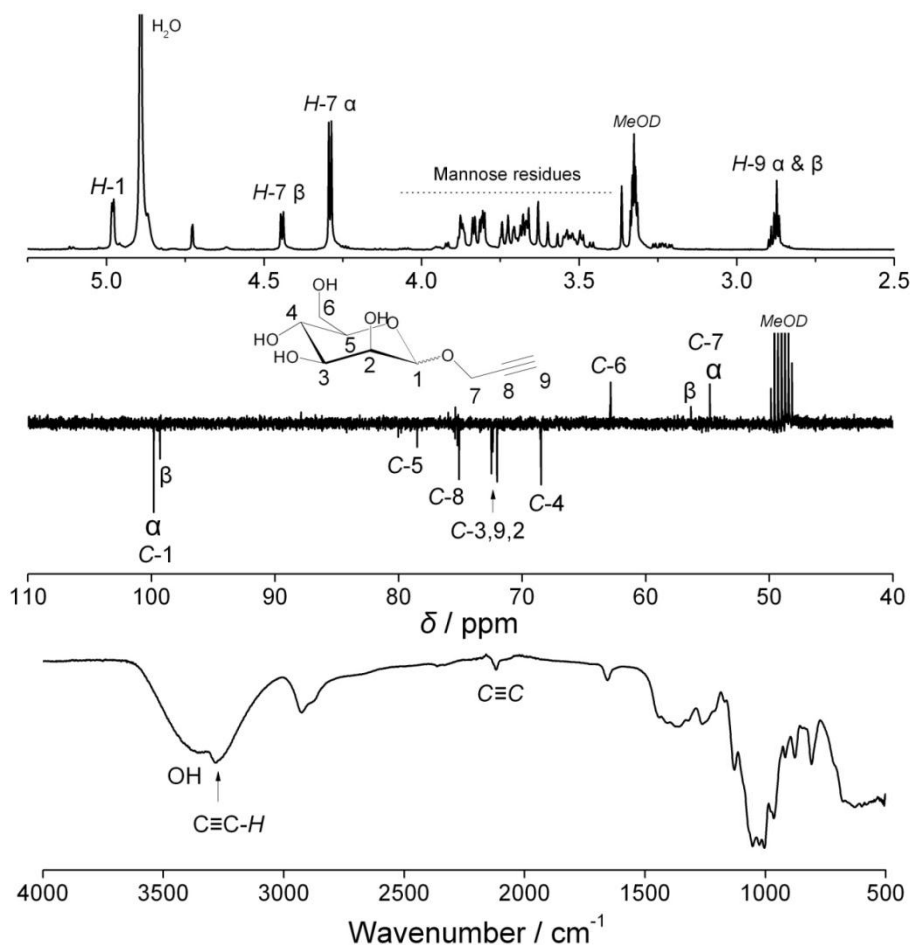 H₂O
H-7 α
MeOD
H-1
H-7 β
Mannose residues
H-9 α & β
5.0 4.5 4.0 3.5 3.0 2.5
OH
6
4 OH
HO O
5
HO O
3 2 1 7 8 9
MeOD
C-7
C-6 α
β
C-5
β
C-8 C-4
α
C-3,9,2
C-1
110 100 90 80 70 60 50 40
δ / ppm
C≡C
OH
C≡C-H
4000 3500 3000 2500 2000 1500 1000 500
Wavenumber / cm⁻¹